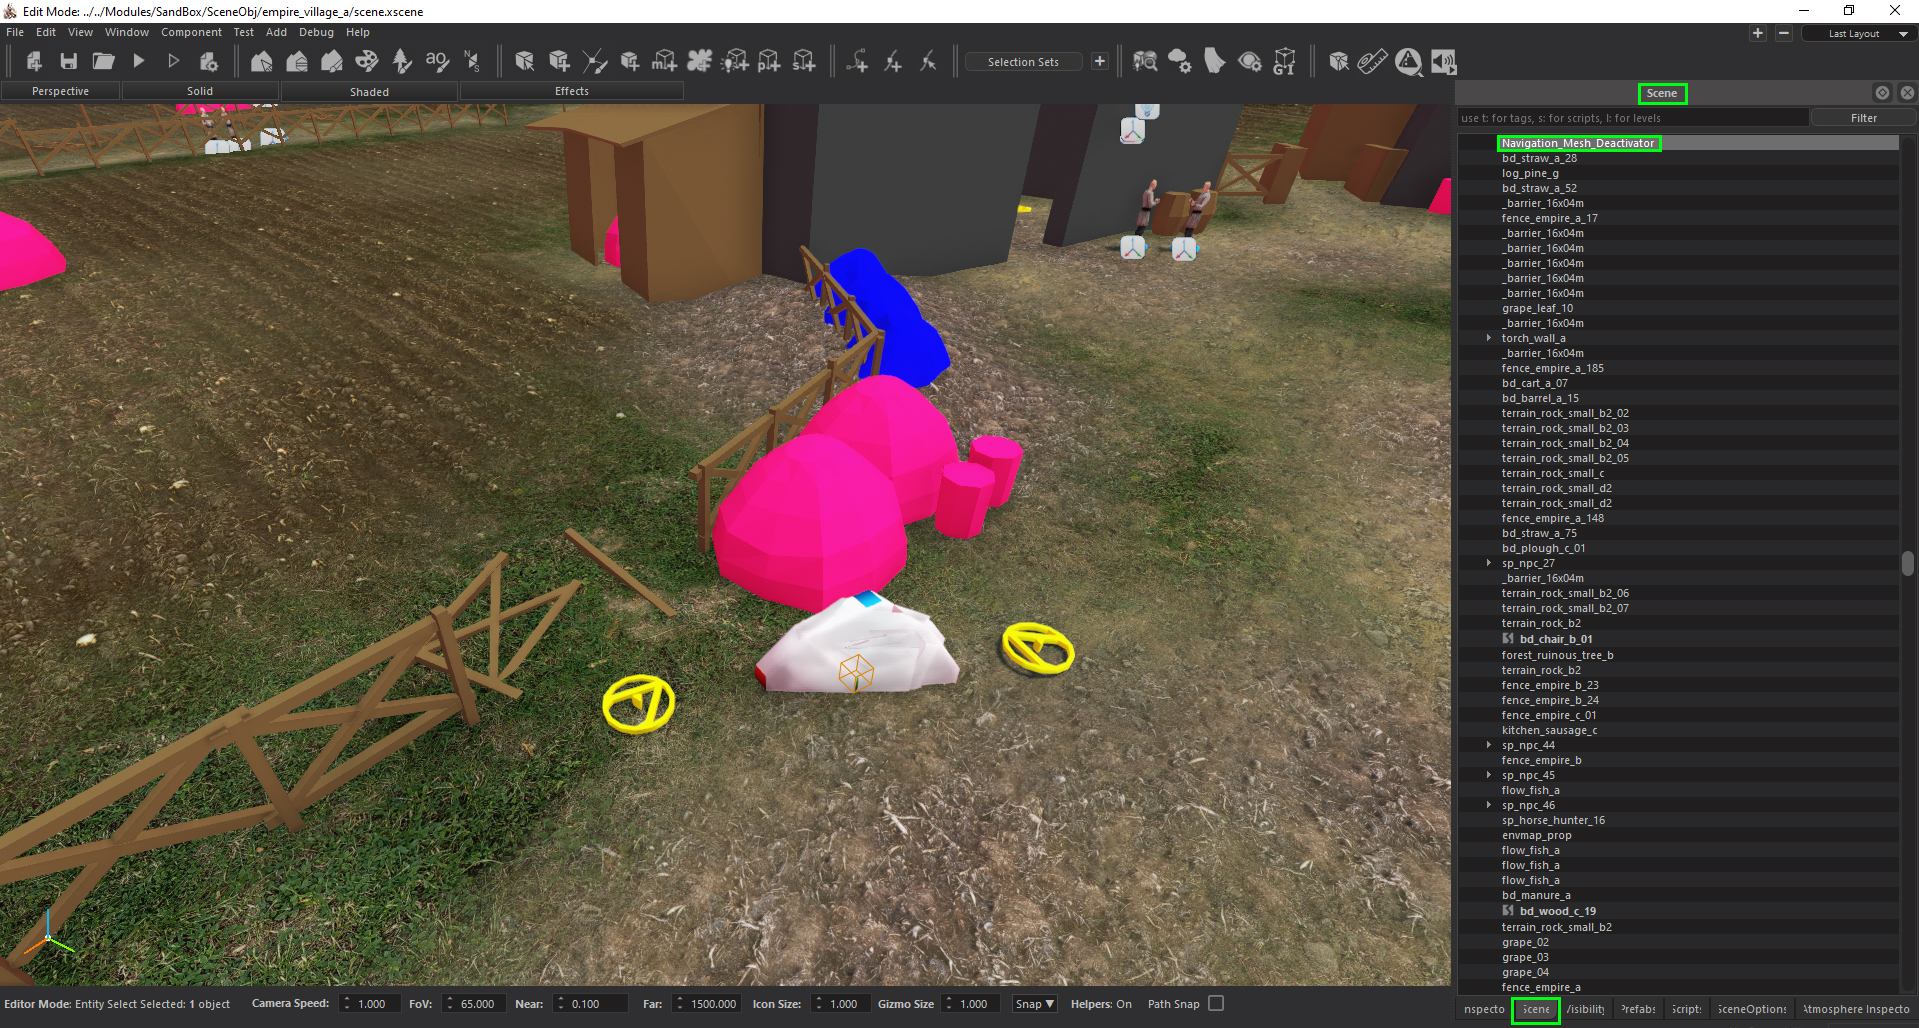 Edit Mode: ../../Modules/SandBox/SceneObj/empire_village_a/scene.xscene
File Edit View Window Component Test Add Debug Help
Last Layout
Selection Sets
Perspective Solid Shaded Effects
Scene
use t: for tags, s: for scripts, l: for levels Filter
Navigation_Mesh_Deactivator
bd_straw_a_28
log_pine_g
bd_straw_a_52
_barrier_16x04m
fence_empire_a_17
_barrier_16x04m
_barrier_16x04m
_barrier_16x04m
_barrier_16x04m
_barrier_16x04m
grape_leaf_10
_barrier_16x04m
torch_wall_a
_barrier_16x04m
fence_empire_a_185
bd_cart_a_07
bd_barrel_a_15
terrain_rock_small_b2_02
terrain_rock_small_b2_03
terrain_rock_small_b2_04
terrain_rock_small_b2_05
terrain_rock_small_c
terrain_rock_small_d2
terrain_rock_small_d2
fence_empire_a_148
bd_straw_a_75
bd_plough_c_01
sp_npc_27
_barrier_16x04m
terrain_rock_small_b2_06
terrain_rock_small_b2_07
terrain_rock_b2
bd_chair_b_01
forest_ruinous_tree_b
terrain_rock_b2
fence_empire_b_23
fence_empire_b_24
fence_empire_c_01
kitchen_sausage_c
sp_npc_44
fence_empire_b
sp_npc_45
flow_fish_a
sp_npc_46
sp_horse_hunter_16
envmap_prop
flow_fish_a
flow_fish_a
flow_fish_a
bd_manure_a
bd_wood_c_19
terrain_rock_small_b2
grape_02
grape_03
grape_04
fence_empire_a
Editor Mode: Entity Select Selected: 1 object Camera Speed: 1.000 FoV: 65.000 Near: 0.100 Far: 1500.000 Icon Size: 1.000 Gizmo Size 1.000 Snap Helpers: On Path Snap
nspecto Scene Visibility Prefabs Scripts SceneOptions Atmosphere Inspecto